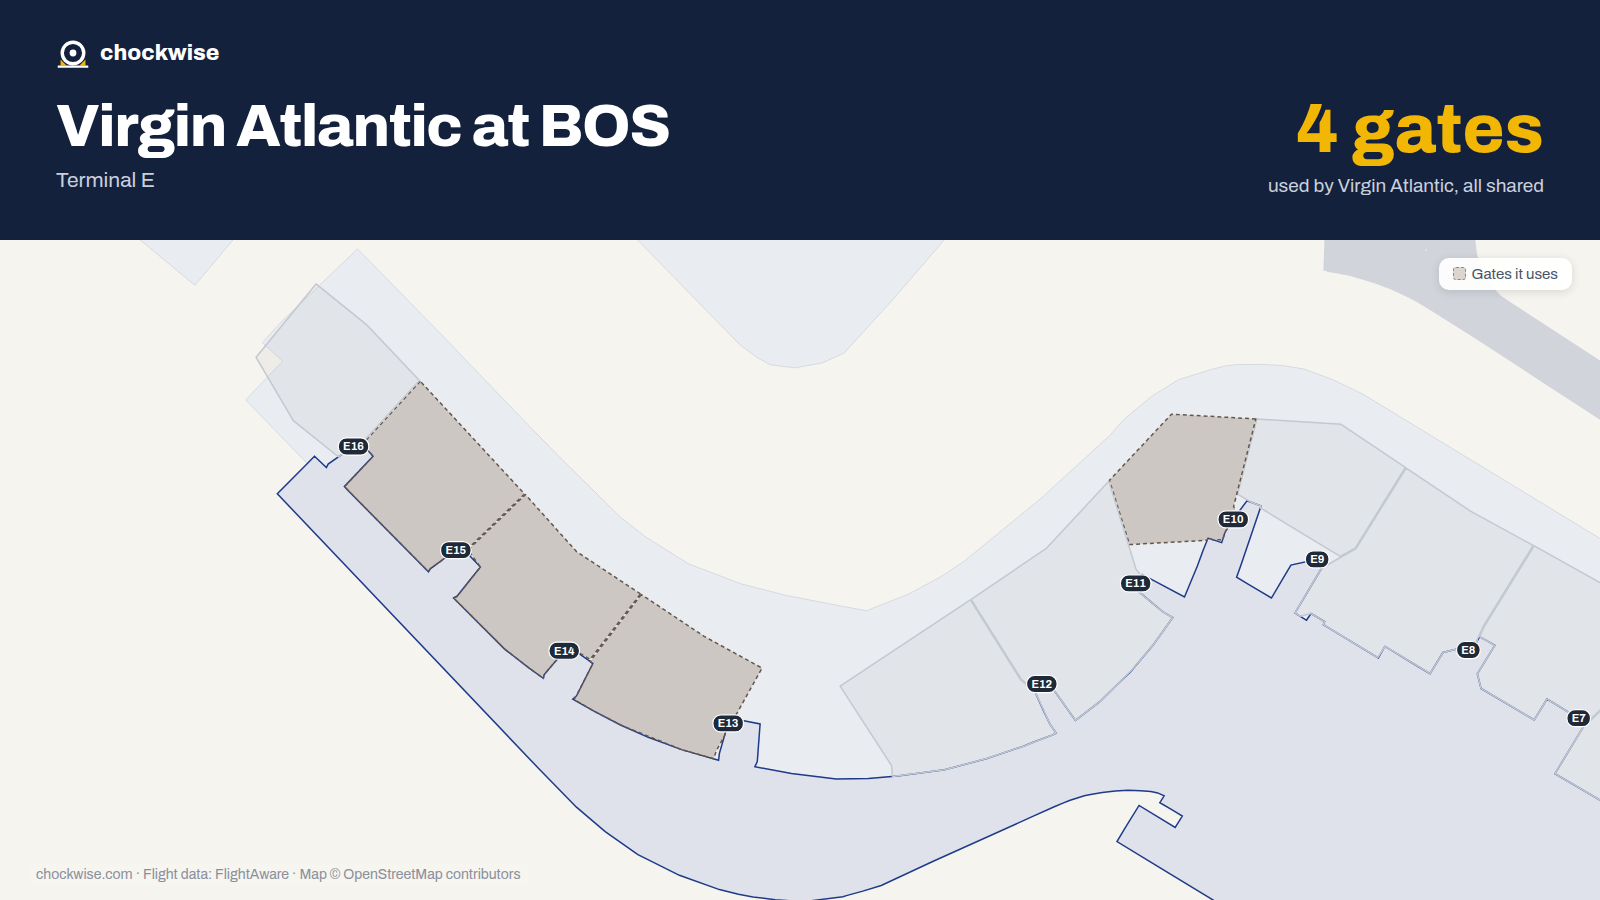 chockwise
Virgin Atlantic at BOS
Terminal E
4 gates
used by Virgin Atlantic, all shared
Gates it uses
E16
E15
E14
E13
E12
E11
E10
E9
E8
E7
chockwise.com · Flight data: FlightAware · Map © OpenStreetMap contributors